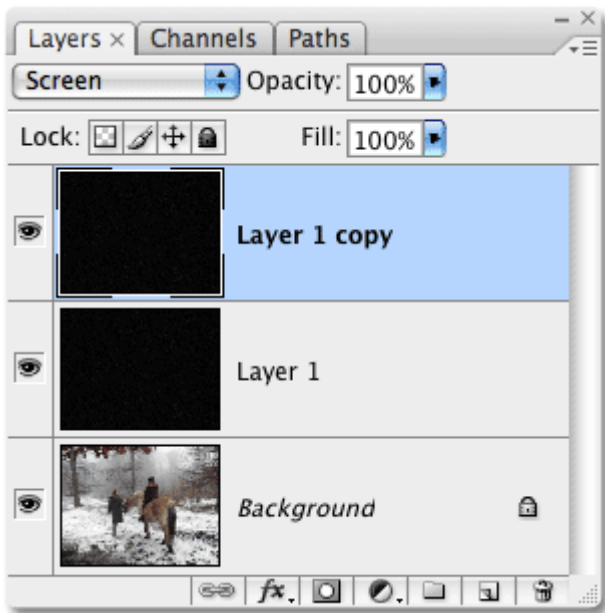 Layers × Channels Paths
Screen Opacity: 100%
Lock: Fill: 100%
Layer 1 copy
Layer 1
Background
fx.